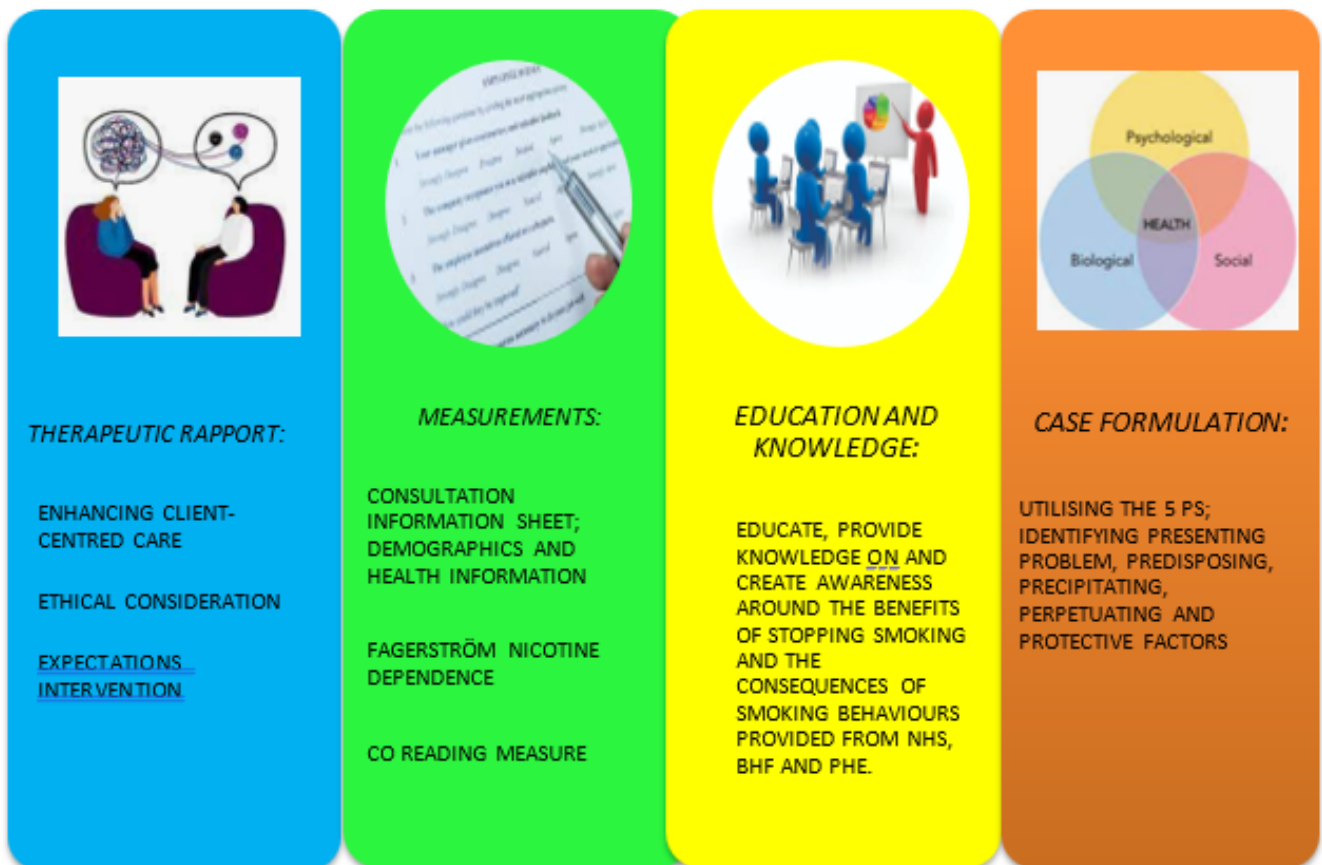 THERAPEUTIC RAPPORT:
ENHANCING CLIENT-
CENTRED CARE
ETHICAL CONSIDERATION
EXPECTATIONS
INTERVENTION
MEASUREMENTS:
CONSULTATION
INFORMATION SHEET;
DEMOGRAPHICS AND
HEALTH INFORMATION
FAGERSTRÖM NICOTINE
DEPENDENCE
CO READING MEASURE
EDUCATION AND
KNOWLEDGE:
EDUCATE, PROVIDE
KNOWLEDGE ON AND
CREATE AWARENESS
AROUND THE BENEFITS
OF STOPPING SMOKING
AND THE
CONSEQUENCES OF
SMOKING BEHAVIOURS
PROVIDED FROM NHS,
BHF AND PHE.
Psychological
HEALTH
Biological
Social
CASE FORMULATION:
UTILISING THE 5 PS;
IDENTIFYING PRESENTING
PROBLEM, PREDISPOSING,
PRECIPITATING,
PERPETUATING AND
PROTECTIVE FACTORS